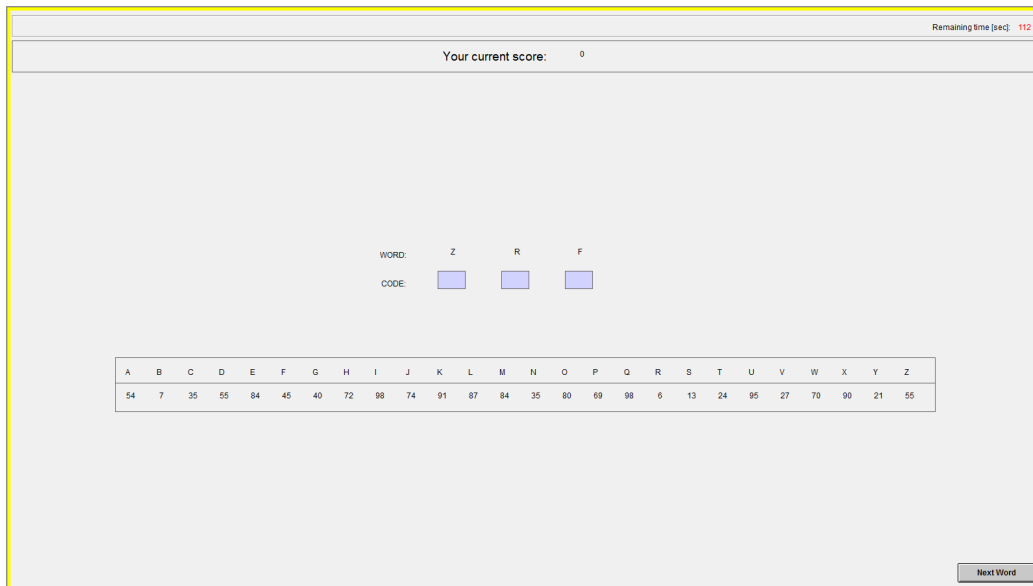 Remaining time [sec]: 112
Your current score: 0
WORD: Z R F
CODE:
A B C D E F G H I J K L M N O P Q R S T U V W X Y Z
54 7 35 55 84 45 40 72 98 74 91 87 84 35 80 69 98 6 13 24 95 27 70 90 21 55
Next Word